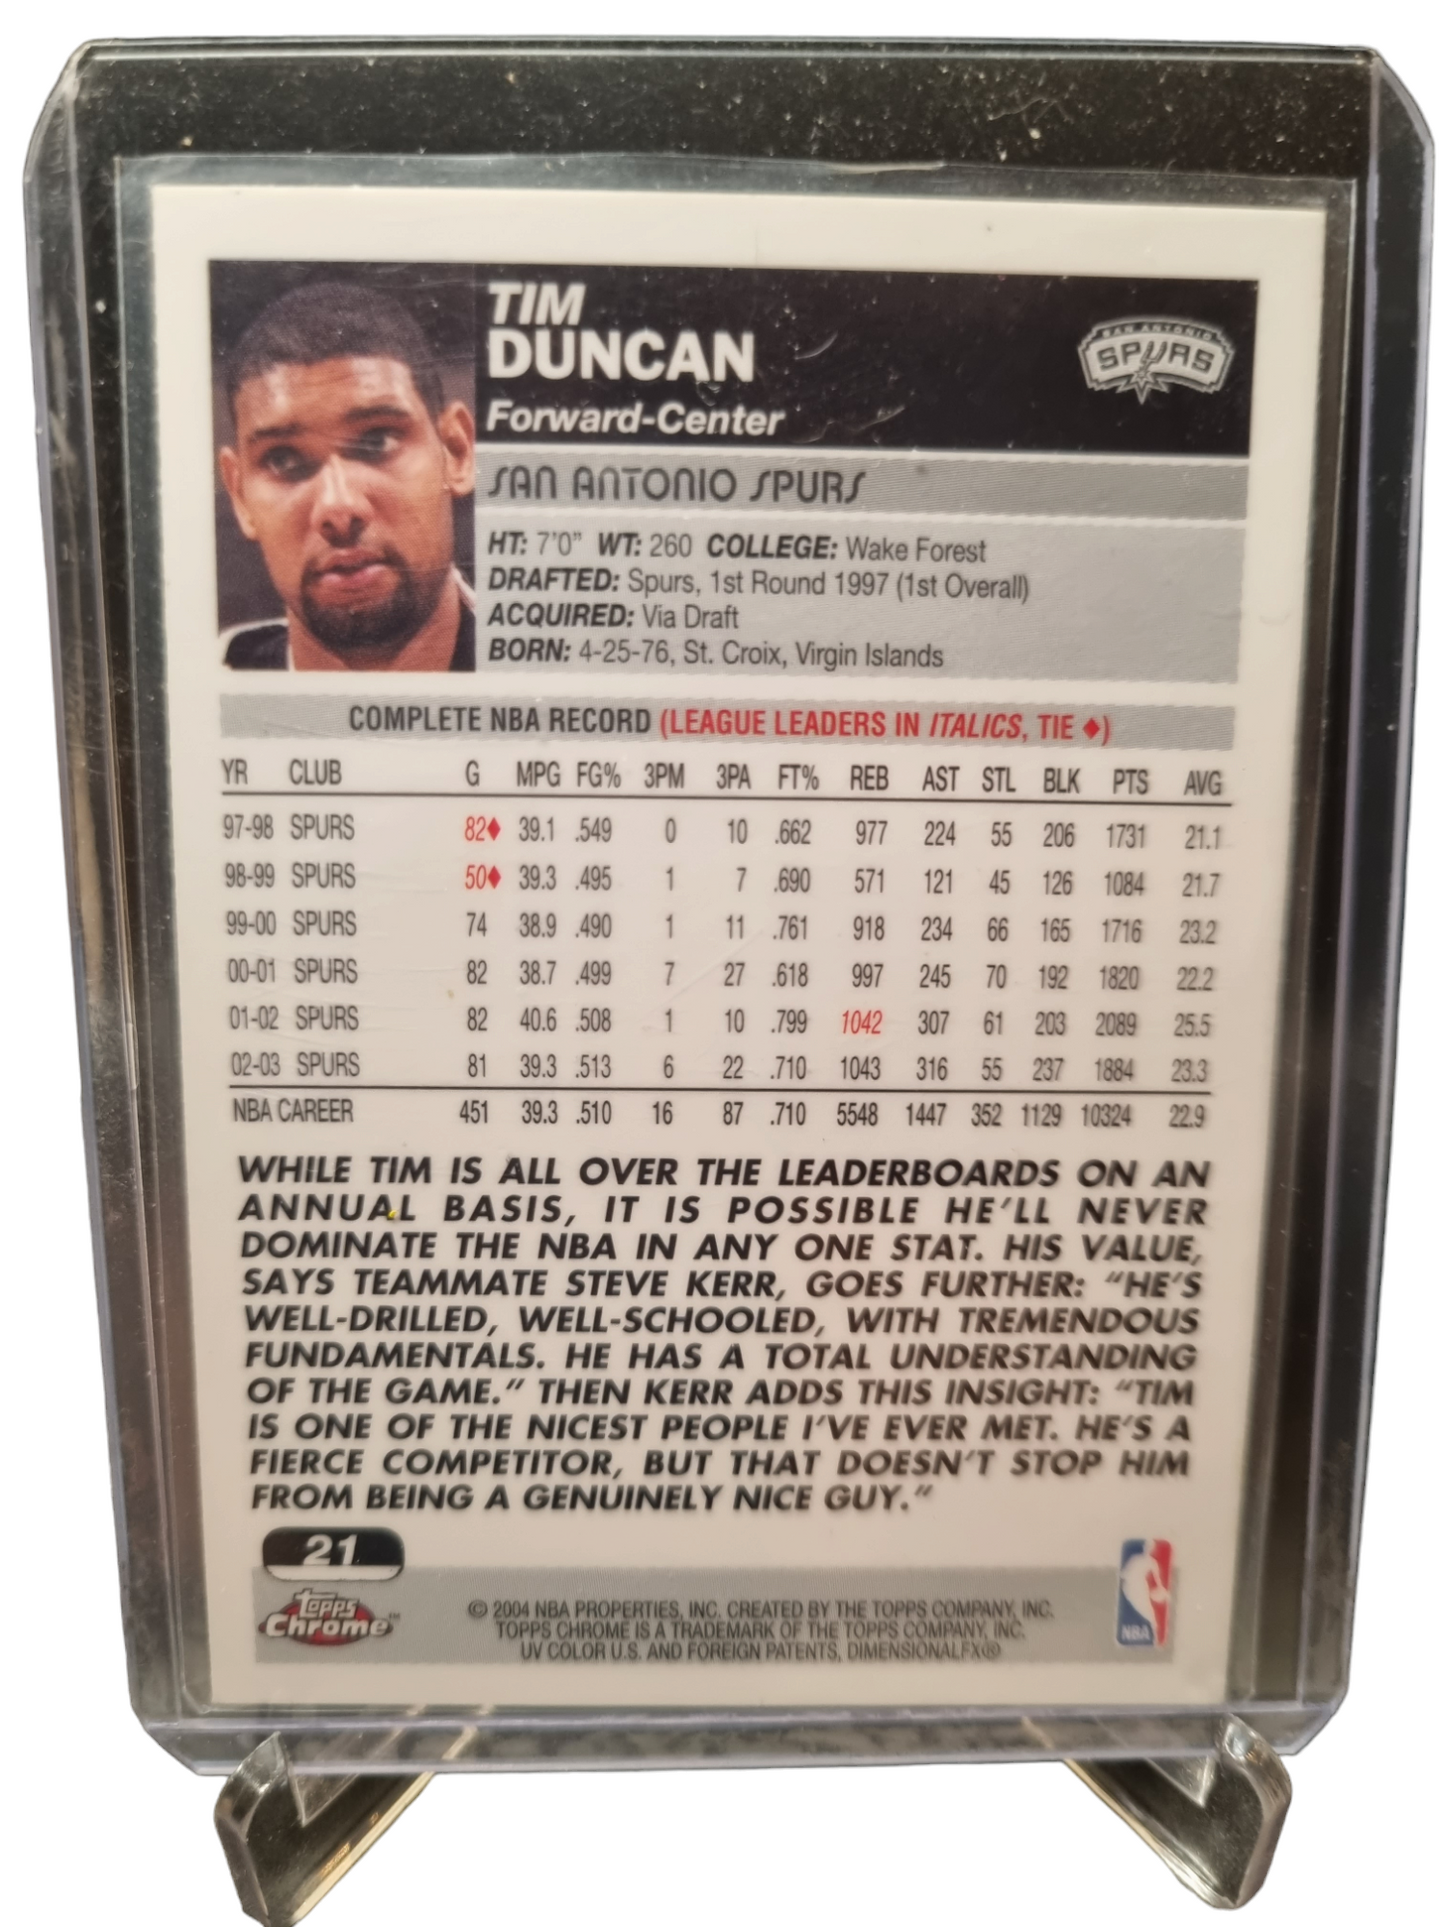 TIM
DUNCAN
Forward-Center
SAN ANTONIO
SPURS
SAN ANTONIO SPURS
HT: 7'0" WT: 260 COLLEGE: Wake Forest
DRAFTED: Spurs, 1st Round 1997 (1st Overall)
ACQUIRED: Via Draft
BORN: 4-25-76, St. Croix, Virgin Islands
COMPLETE NBA RECORD (LEAGUE LEADERS IN ITALICS, TIE ♦)
YR CLUB G MPG FG% 3PM 3PA FT% REB AST STL BLK PTS AVG
97-98 SPURS 82♦ 39.1 .549 0 10 .662 977 224 55 206 1731 21.1
98-99 SPURS 50♦ 39.3 .495 1 7 .690 571 121 45 126 1084 21.7
99-00 SPURS 74 38.9 .490 1 11 .761 918 234 66 165 1716 23.2
00-01 SPURS 82 38.7 .499 7 27 .618 997 245 70 192 1820 22.2
01-02 SPURS 82 40.6 .508 1 10 .799 1042 307 61 203 2089 25.5
02-03 SPURS 81 39.3 .513 6 22 .710 1043 316 55 237 1884 23.3
NBA CAREER 451 39.3 .510 16 87 .710 5548 1447 352 1129 10324 22.9
WHILE TIM IS ALL OVER THE LEADERBOARDS ON AN
ANNUAL BASIS, IT IS POSSIBLE HE'LL NEVER
DOMINATE THE NBA IN ANY ONE STAT. HIS VALUE,
SAYS TEAMMATE STEVE KERR, GOES FURTHER: "HE'S
WELL-DRILLED, WELL-SCHOOLED, WITH TREMENDOUS
FUNDAMENTALS. HE HAS A TOTAL UNDERSTANDING
OF THE GAME." THEN KERR ADDS THIS INSIGHT: "TIM
IS ONE OF THE NICEST PEOPLE I'VE EVER MET. HE'S A
FIERCE COMPETITOR, BUT THAT DOESN'T STOP HIM
FROM BEING A GENUINELY NICE GUY."
21
Topps
Chrome™
© 2004 NBA PROPERTIES, INC. CREATED BY THE TOPPS COMPANY, INC.
TOPPS CHROME IS A TRADEMARK OF THE TOPPS COMPANY, INC.
UV COLOR U.S. AND FOREIGN PATENTS, DIMENSIONALFX®
NBA